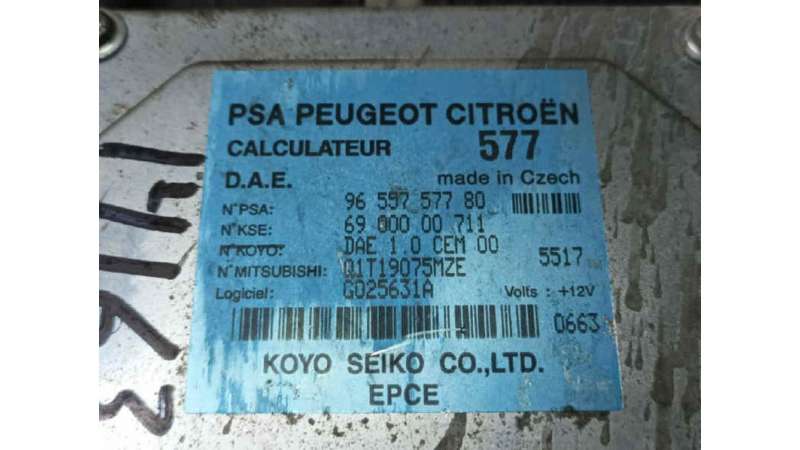 PSA PEUGEOT CITROËN
CALCULATEUR 577
D.A.E. made in Czech
N°PSA: 96 597 577 80
N°KSE: 69 000 00 711
N°KOYO: DAE 1.0 CEM 00
N°MITSUBISHI: Q1T19075MZE 5517
Logiciel: G025631A Volts : +12V
0663
KOYO SEIKO CO.,LTD.
EPCE